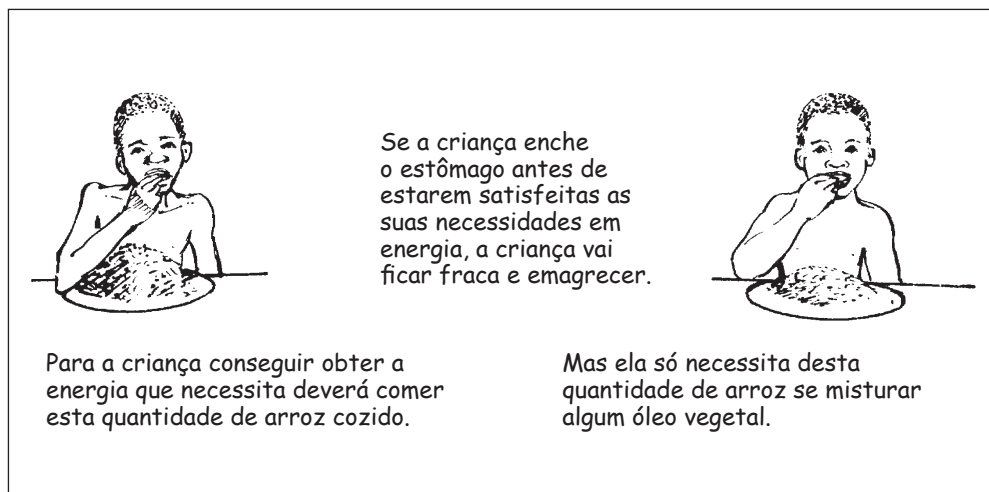 Se a criança enche
o estômago antes de
estarem satisfeitas as
suas necessidades em
energia, a criança vai
ficar fraca e emagrecer.
Para a criança conseguir obter a
energia que necessita deverá comer
esta quantidade de arroz cozido.
Mas ela só necessita desta
quantidade de arroz se misturar
algum óleo vegetal.